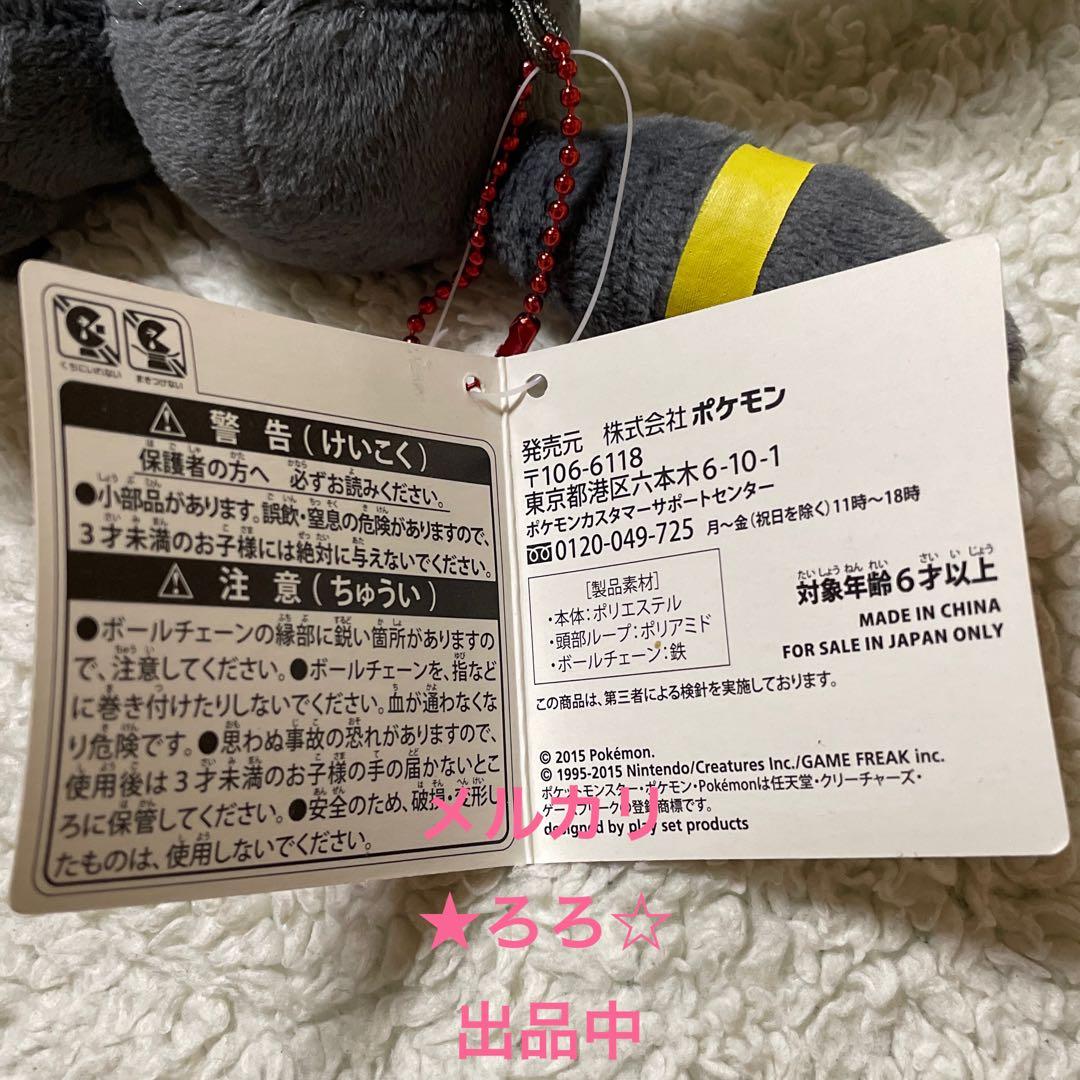 くちにいれない
まきつけない
警告(けいこく)
保護者の方へ 必ずお読みください。
●小部品があります。誤飲・窒息の危険がありますので、
3才未満のお子様には絶対に与えないでください。
注意(ちゅうい)
●ボールチェーンの縁部に鋭い箇所がありますの
で、注意してください。●ボールチェーンを、指など
に巻き付けたりしないでください。血が通わなくな
り危険です。●思わぬ事故の恐れがありますので、
使用後は3才未満のお子様の手の届かないとこ
ろに保管してください。●安全のため、破損・変形し
たものは、使用しないでください。
発売元 株式会社 ポケモン
〒106-6118
東京都港区六本木6-10-1
ポケモンカスタマーサポートセンター
0120-049-725 月〜金(祝日を除く)11時〜18時
[製品素材]
・本体:ポリエステル
・頭部ループ:ポリアミド
・ボールチェーン:鉄
対象年齢6才以上
MADE IN CHINA
FOR SALE IN JAPAN ONLY
この商品は、第三者による検針を実施しております。
© 2015 Pokémon.
© 1995-2015 Nintendo/Creatures Inc./GAME FREAK inc.
ポケットモンスター・ポケモン・Pokémonは任天堂・クリーチャーズ・
ゲームフリークの登録商標です。
designed by play set products
メルカリ
★ろろ☆
出品中